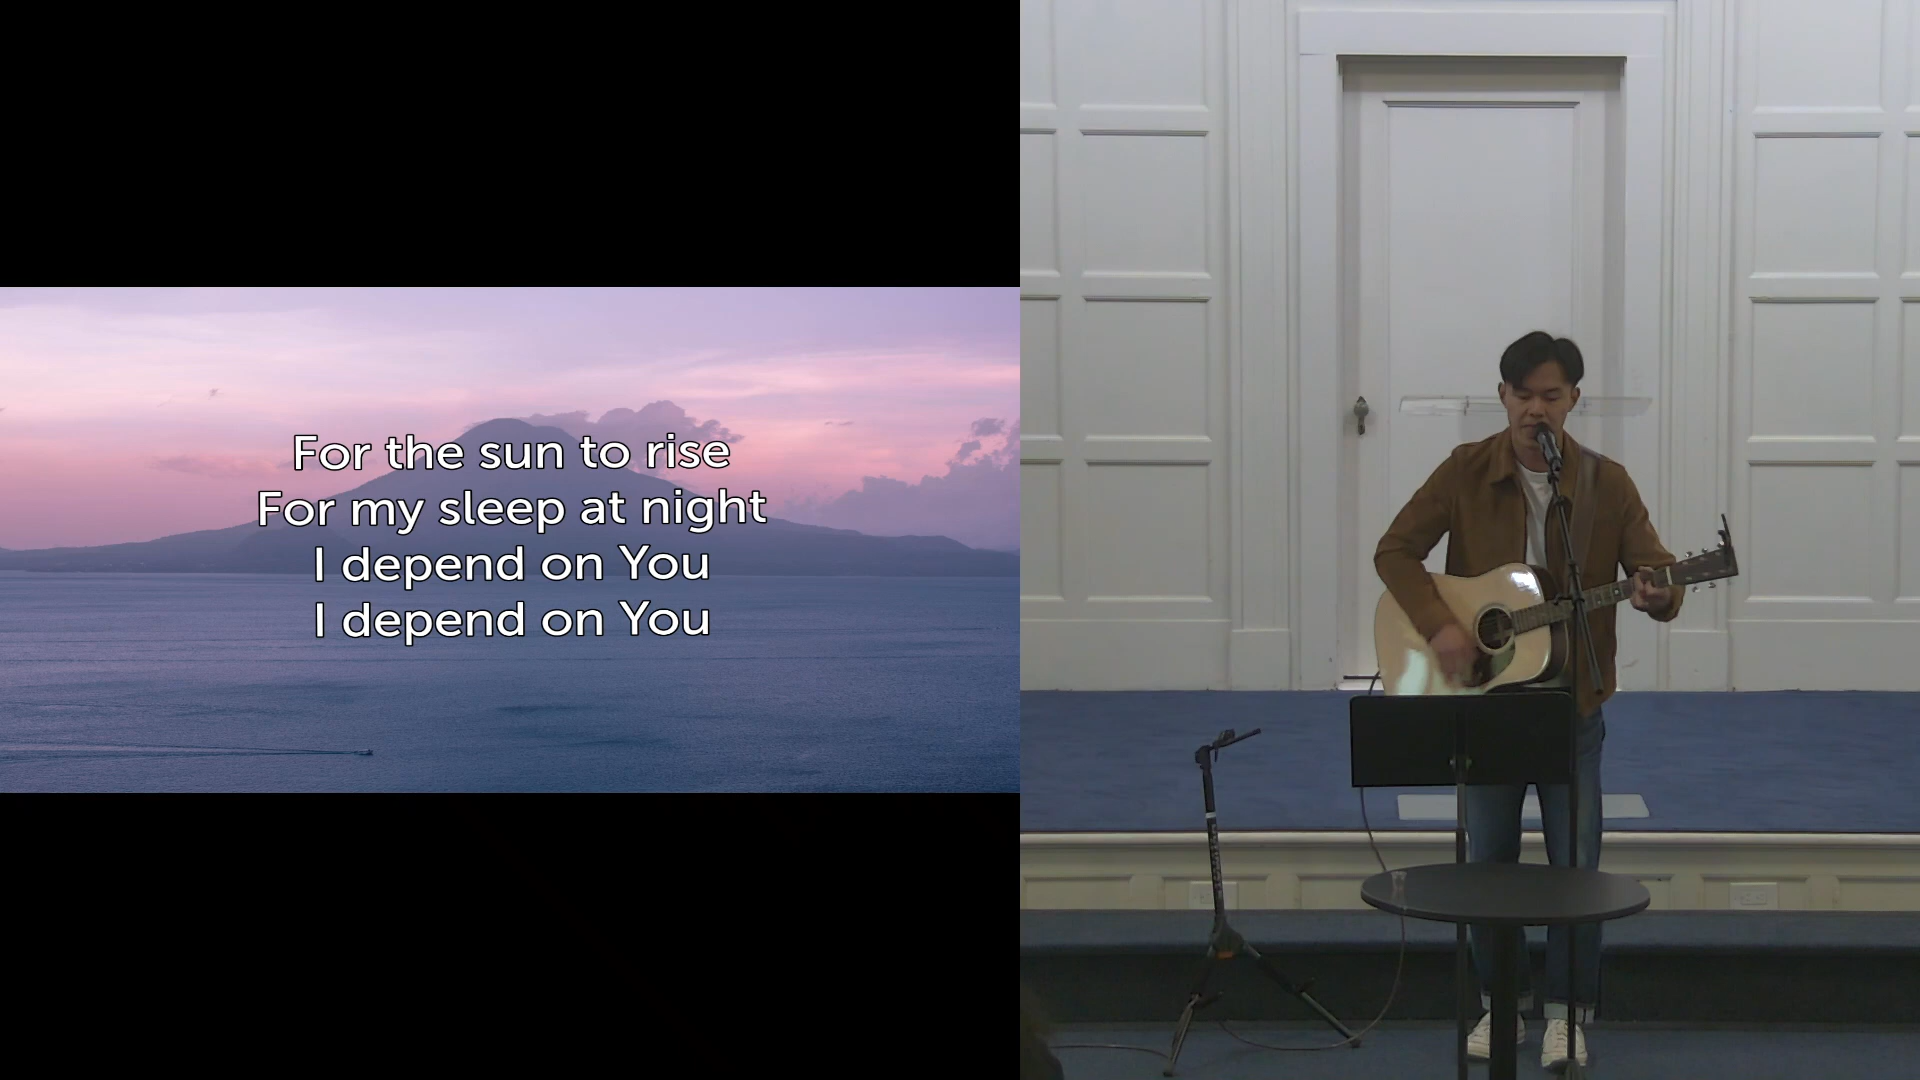 For the sun to rise
For my sleep at night
I depend on You
I depend on You